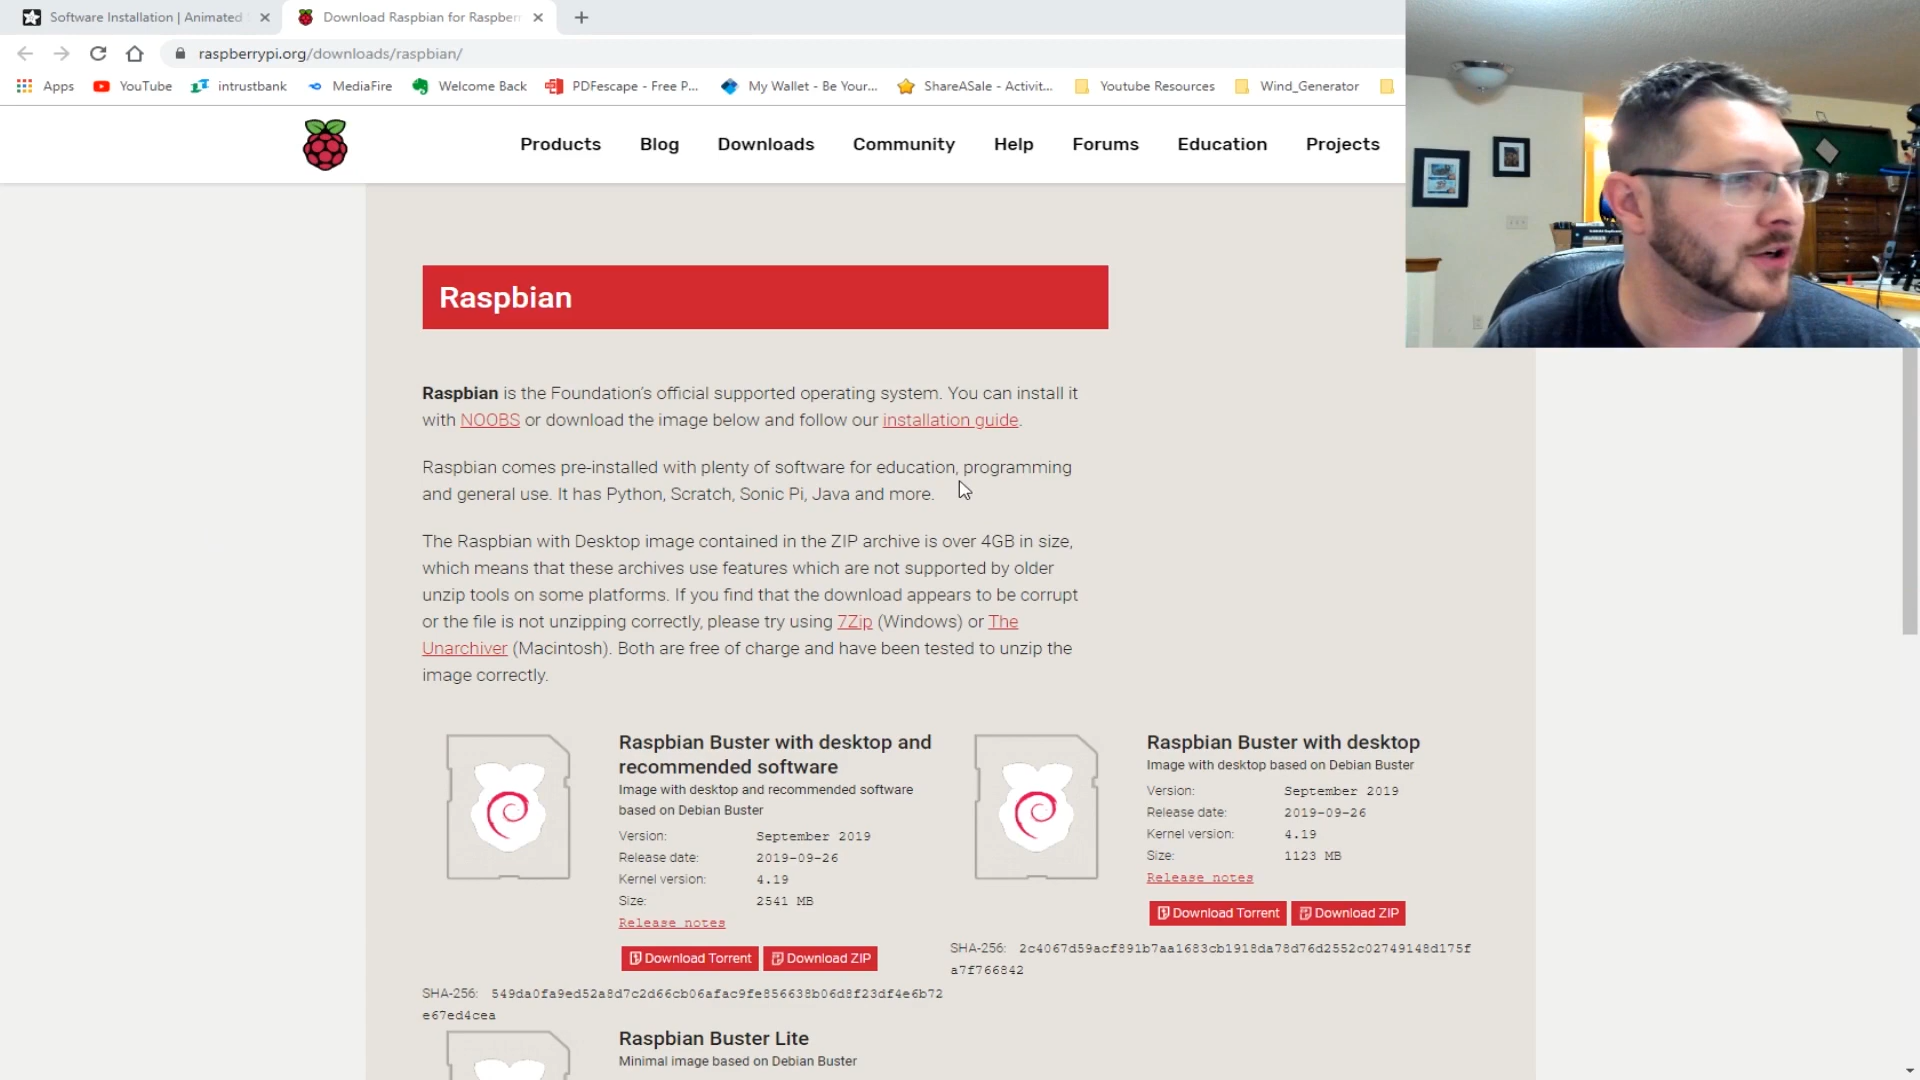 Software Installation | Animated
Download Raspbian for Raspber
raspberrypi.org/downloads/raspbian/
Apps YouTube intrustbank MediaFire Welcome Back PDFescape - Free P... My Wallet - Be Your... ShareASale - Activit... Youtube Resources Wind_Generator
Products Blog Downloads Community Help Forums Education Projects
Raspbian
Raspbian is the Foundation's official supported operating system. You can install it
with NOOBS or download the image below and follow our installation guide.
Raspbian comes pre-installed with plenty of software for education, programming
and general use. It has Python, Scratch, Sonic Pi, Java and more.
The Raspbian with Desktop image contained in the ZIP archive is over 4GB in size,
which means that these archives use features which are not supported by older
unzip tools on some platforms. If you find that the download appears to be corrupt
or the file is not unzipping correctly, please try using 7Zip (Windows) or The
Unarchiver (Macintosh). Both are free of charge and have been tested to unzip the
image correctly.
Raspbian Buster with desktop and
recommended software
Image with desktop and recommended software
based on Debian Buster
Version: September 2019
Release date: 2019-09-26
Kernel version: 4.19
Size: 2541 MB
Release notes
Download Torrent Download ZIP
SHA-256: 549da0fa9ed52a8d7c2d66cb06afac9fe856638b06d8f23df4e6b72
e67ed4cea
Raspbian Buster with desktop
Image with desktop based on Debian Buster
Version: September 2019
Release date: 2019-09-26
Kernel version: 4.19
Size: 1123 MB
Release notes
Download Torrent Download ZIP
SHA-256: 2c4067d59acf891b7aa1683cb1918da78d76d2552c02749148d175f
a7f766842
Raspbian Buster Lite
Minimal image based on Debian Buster